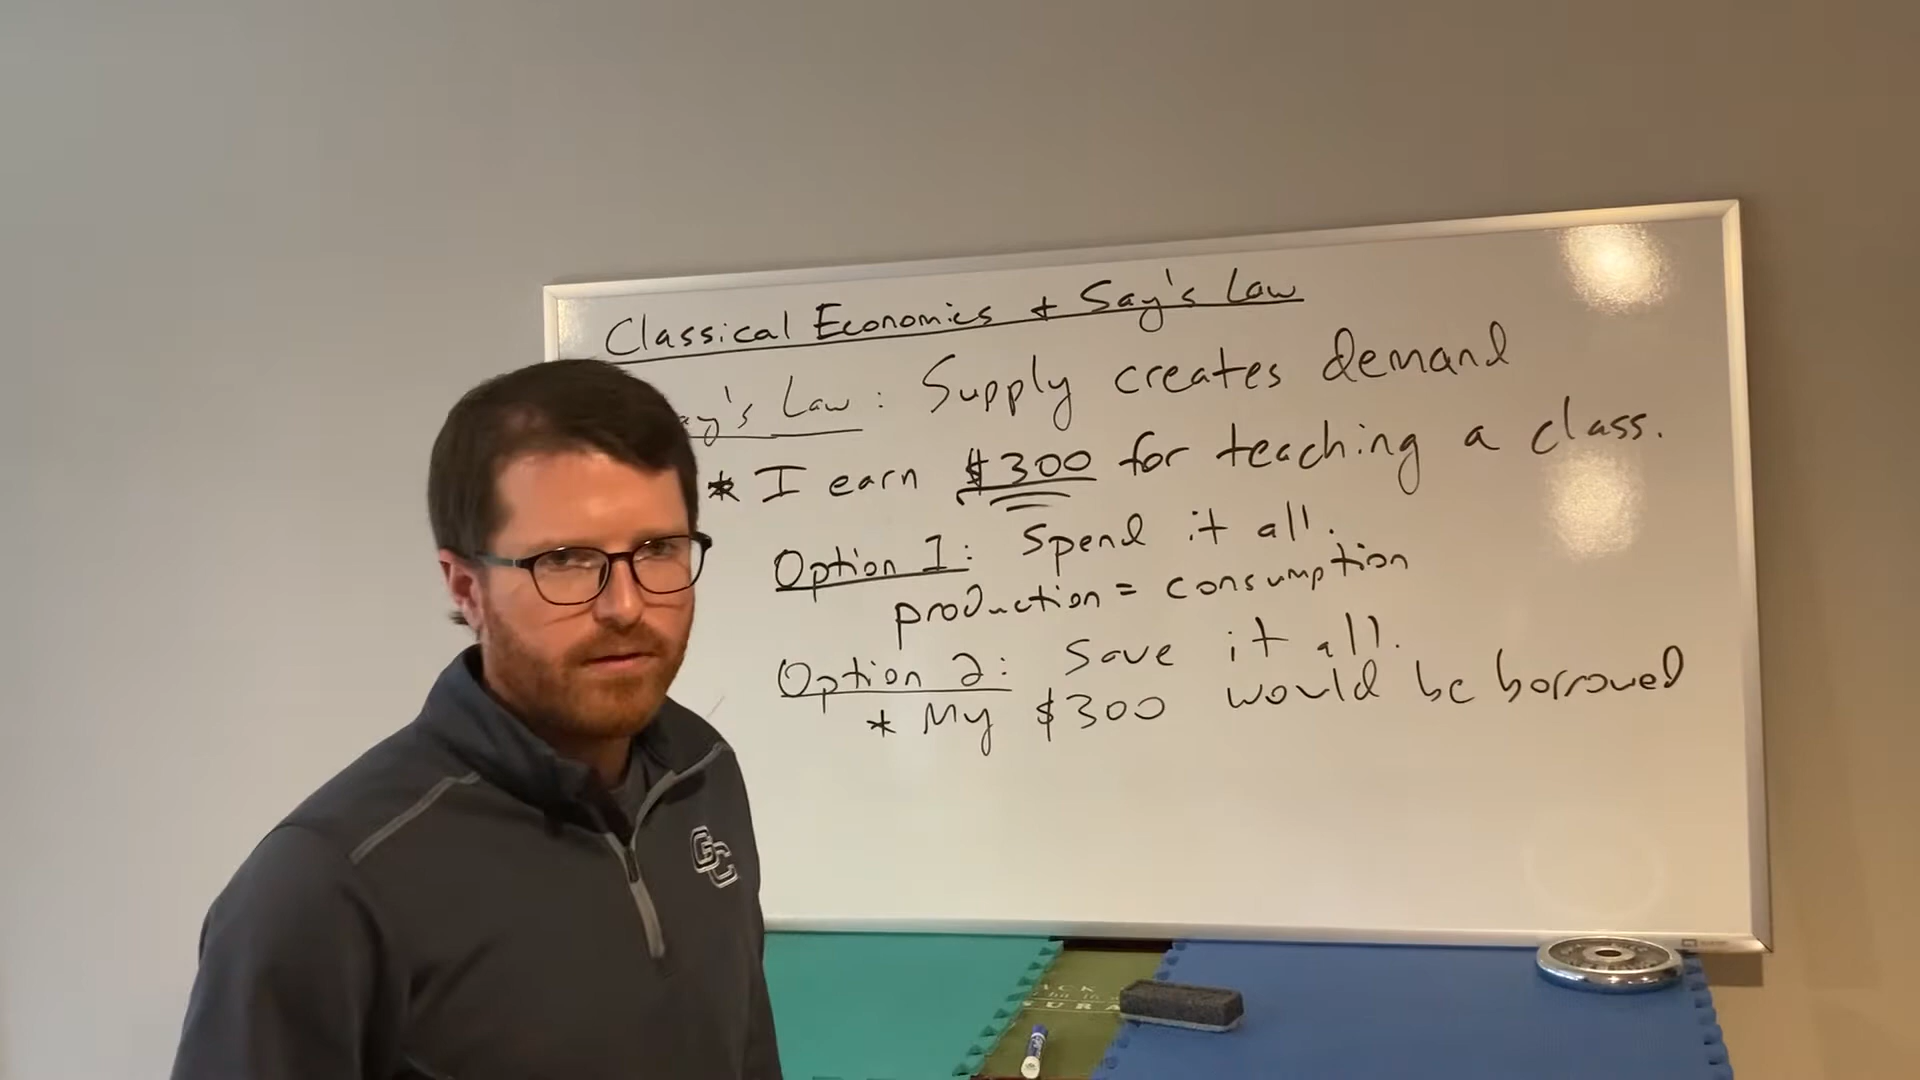 Classical Economics + Say's Law
Law: Supply creates demand
* I earn $300 for teaching a class.
Option 1: Spend it all.
production = consumption
Option 2: Save it all.
* My $300 would be borrowed
GC